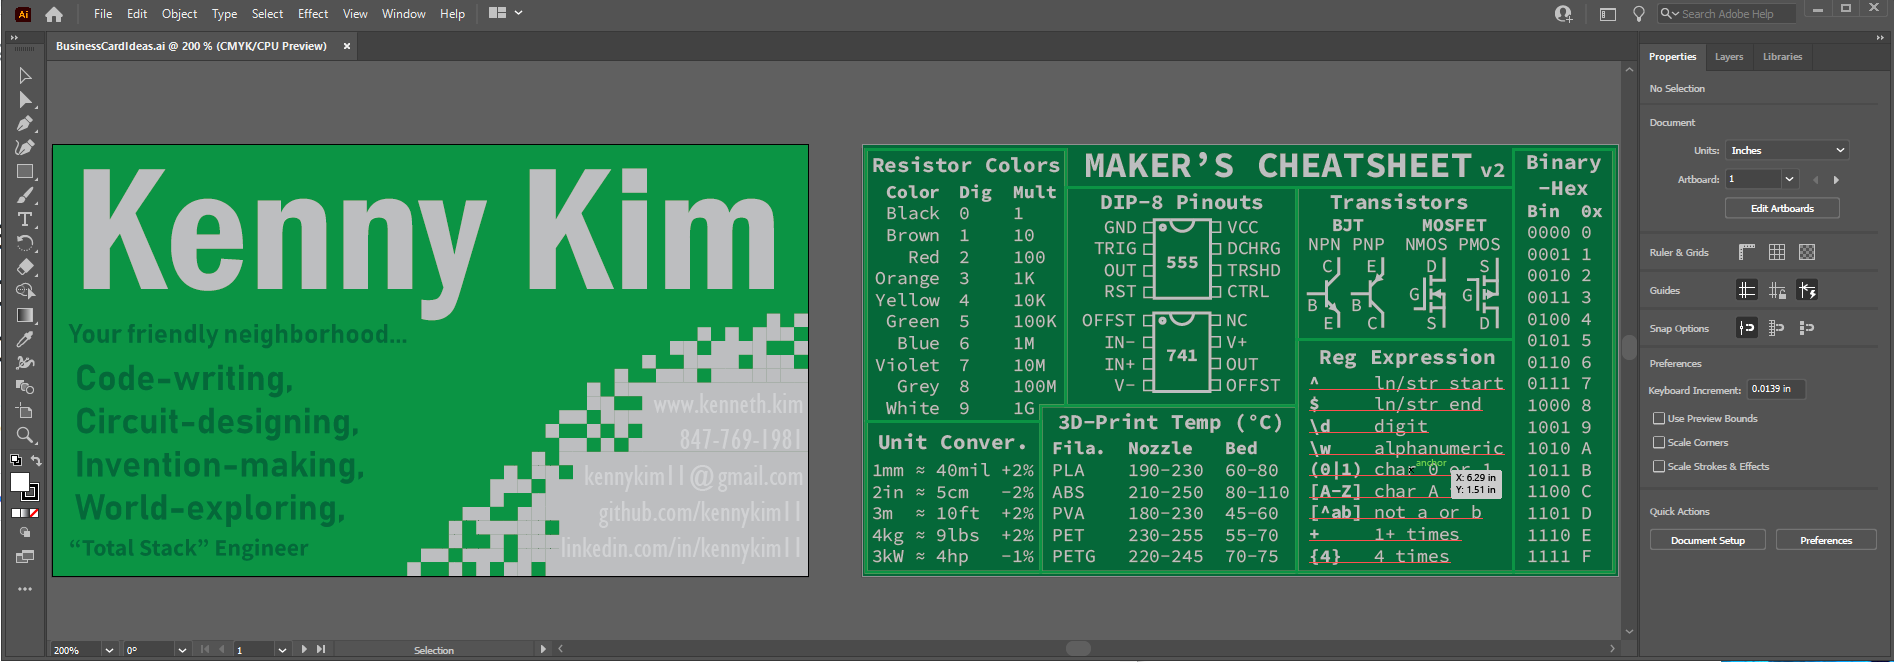 Ai File Edit Object Type Select Effect View Window Help Search Adobe Help
BusinessCardIdeas.ai @ 200 % (CMYK/CPU Preview) ×
Kenny Kim
Your friendly neighborhood...
Code-writing,
Circuit-designing,
Invention-making,
World-exploring,
“Total Stack” Engineer
www.kenneth.kim
847-769-1981
kennykim11@gmail.com
github.com/kennykim11
linkedin.com/in/kennykim11
MAKER’S CHEATSHEET v2
Resistor Colors
Color Dig Mult
Black 0 1
Brown 1 10
Red 2 100
Orange 3 1K
Yellow 4 10K
Green 5 100K
Blue 6 1M
Violet 7 10M
Grey 8 100M
White 9 1G
Unit Conver.
1mm ≈ 40mil +2%
2in ≈ 5cm -2%
3m ≈ 10ft +2%
4kg ≈ 9lbs +2%
3kW ≈ 4hp -1%
DIP-8 Pinouts
GND VCC
TRIG DCHRG
555
OUT TRSHD
RST CTRL
OFFST NC
IN- V+
741
IN+ OUT
V- OFFST
3D-Print Temp (°C)
Fila. Nozzle Bed
PLA 190-230 60-80
ABS 210-250 80-110
PVA 180-230 45-60
PET 230-255 55-70
PETG 220-245 70-75
Transistors
BJT MOSFET
NPN PNP NMOS PMOS
C E D S
B B G G
E C S D
Reg Expression
^ ln/str start
$ ln/str end
\d digit
\w alphanumeric
(0|1) char 0 or 1
[A-Z] char A
[^ab] not a or b
+ 1+ times
{4} 4 times
anchor
X: 6.29 in
Y: 1.51 in
Binary
-Hex
Bin 0x
0000 0
0001 1
0010 2
0011 3
0100 4
0101 5
0110 6
0111 7
1000 8
1001 9
1010 A
1011 B
1100 C
1101 D
1110 E
1111 F
Properties Layers Libraries
No Selection
Document
Units: Inches
Artboard: 1
Edit Artboards
Ruler & Grids
Guides
Snap Options
Preferences
Keyboard Increment: 0.0139 in
Use Preview Bounds
Scale Corners
Scale Strokes & Effects
Quick Actions
Document Setup Preferences
200% 0° 1 Selection